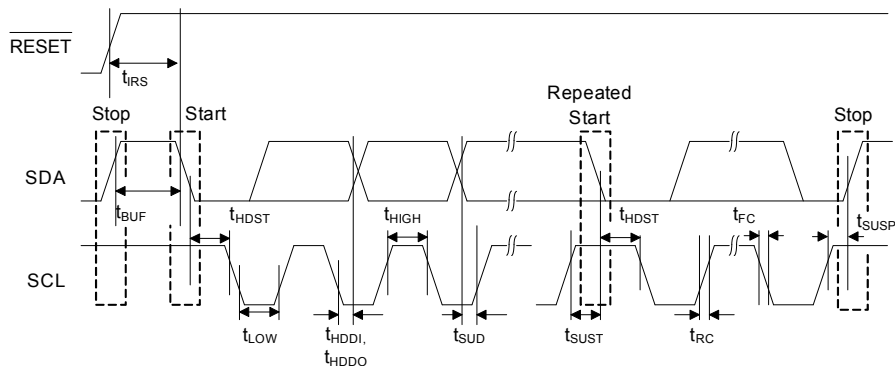 RESET
tIRS
Repeated
Stop Start Start Stop
SDA
tBUF tHDST tHIGH tHDST tFC tSUSP
SCL
tLOW tHDDI, tSUD tSUST tRC
tHDDO